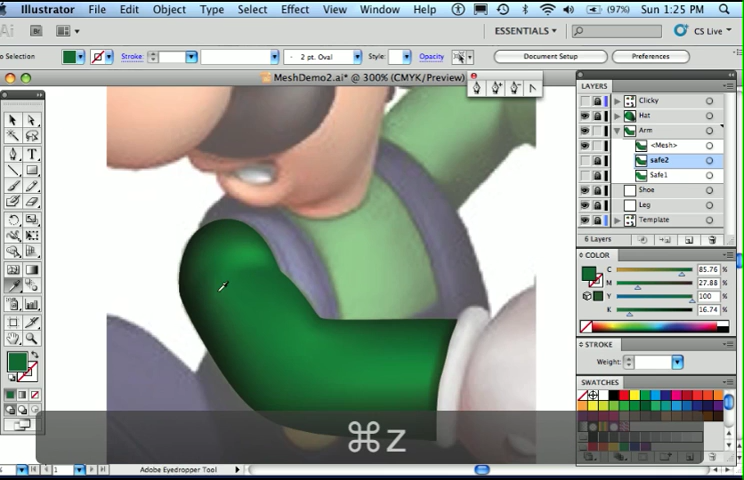 Illustrator File Edit Object Type Select Effect View Window Help (97%) Sun 1:25 PM
Br ESSENTIALS CS Live
No Selection Stroke: 2 pt. Oval Style: Opacity Document Setup Preferences
MeshDemo2.ai* @ 300% (CMYK/Preview)
LAYERS
Clicky
Hat
Arm
<Mesh>
safe2
Safe1
Shoe
Leg
Template
6 Layers
COLOR
C 85.76 %
M 27.88 %
Y 100 %
K 16.74 %
STROKE
Weight:
SWATCHES
⌘Z
1 Adobe Eyedropper Tool